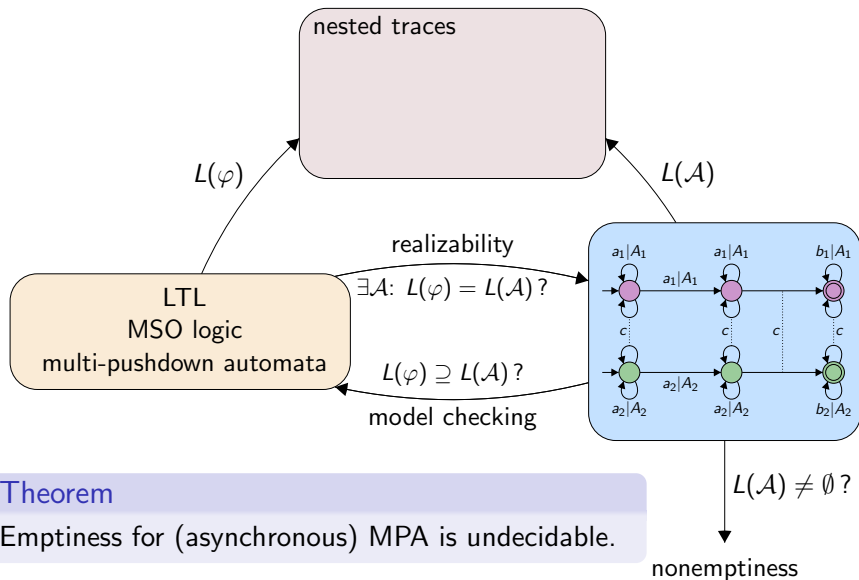 nested traces
L(φ)
L(𝒜)
realizability
∃𝒜: L(φ) = L(𝒜) ?
LTL
MSO logic
multi-pushdown automata
L(φ) ⊇ L(𝒜) ?
model checking
a₁|A₁ a₁|A₁ b₁|A₁
a₁|A₁
c c c c
a₂|A₂
a₂|A₂ a₂|A₂ b₂|A₂
L(𝒜) ≠ ∅ ?
nonemptiness
Theorem
Emptiness for (asynchronous) MPA is undecidable.